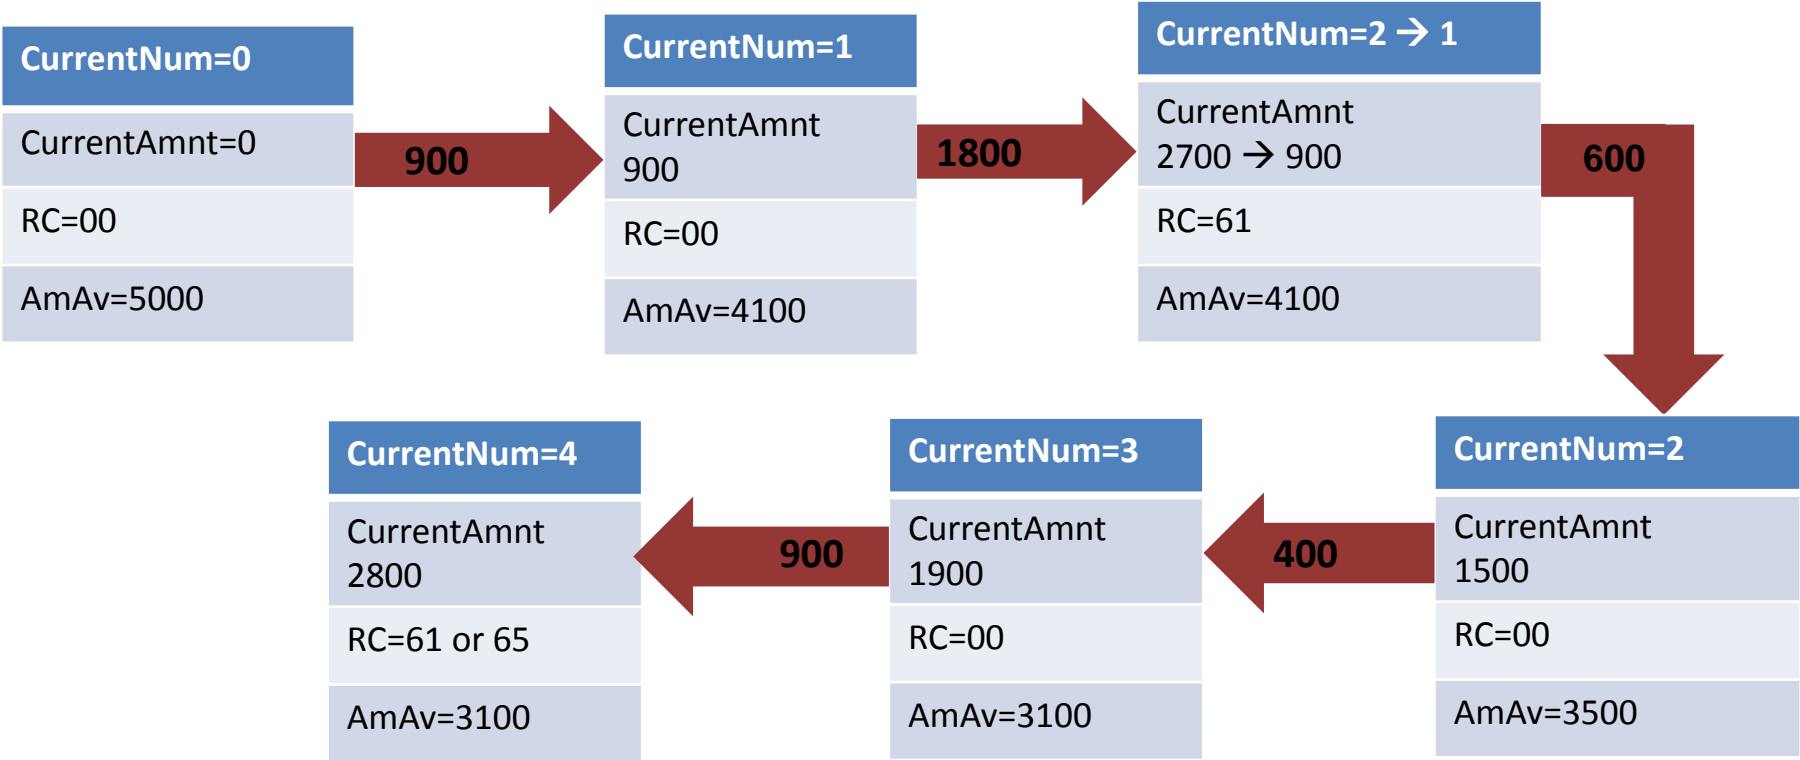 CurrentNum=0
CurrentAmnt=0
RC=00
AmAv=5000
900
CurrentNum=1
CurrentAmnt
900
RC=00
AmAv=4100
1800
CurrentNum=2 → 1
CurrentAmnt
2700 → 900
RC=61
AmAv=4100
600
CurrentNum=2
CurrentAmnt
1500
RC=00
AmAv=3500
400
CurrentNum=3
CurrentAmnt
1900
RC=00
AmAv=3100
900
CurrentNum=4
CurrentAmnt
2800
RC=61 or 65
AmAv=3100